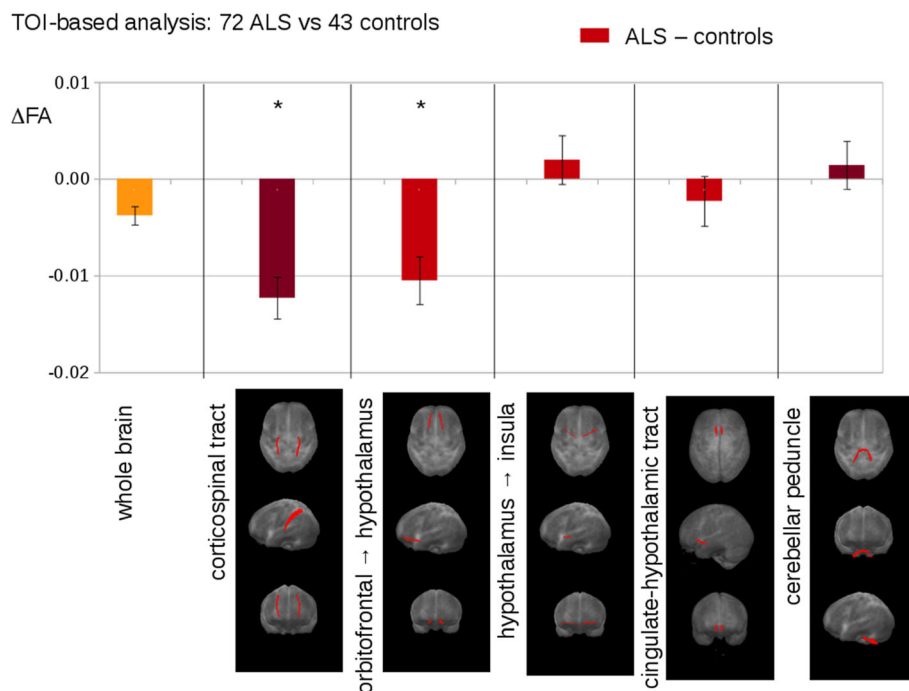 TOI-based analysis: 72 ALS vs 43 controls
ALS – controls
0.01
ΔFA
*
*
0.00
-0.01
-0.02
whole brain
corticospinal tract
orbitofrontal → hypothalamus
hypothalamus → insula
cingulate-hypothalamic tract
cerebellar peduncle